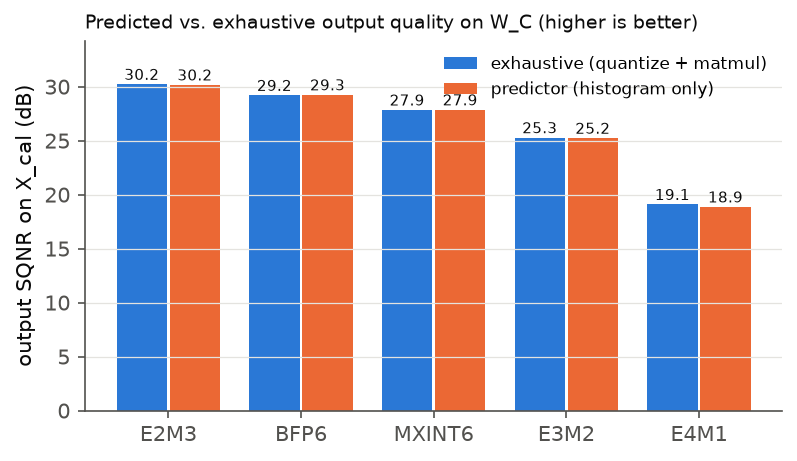 Predicted vs. exhaustive output quality on W_C (higher is better)
exhaustive (quantize + matmul)
predictor (histogram only)
output SQNR on X_cal (dB)
30
25
20
15
10
5
0
30.2 30.2
29.2 29.3
27.9 27.9
25.3 25.2
19.1 18.9
E2M3 BFP6 MXINT6 E3M2 E4M1